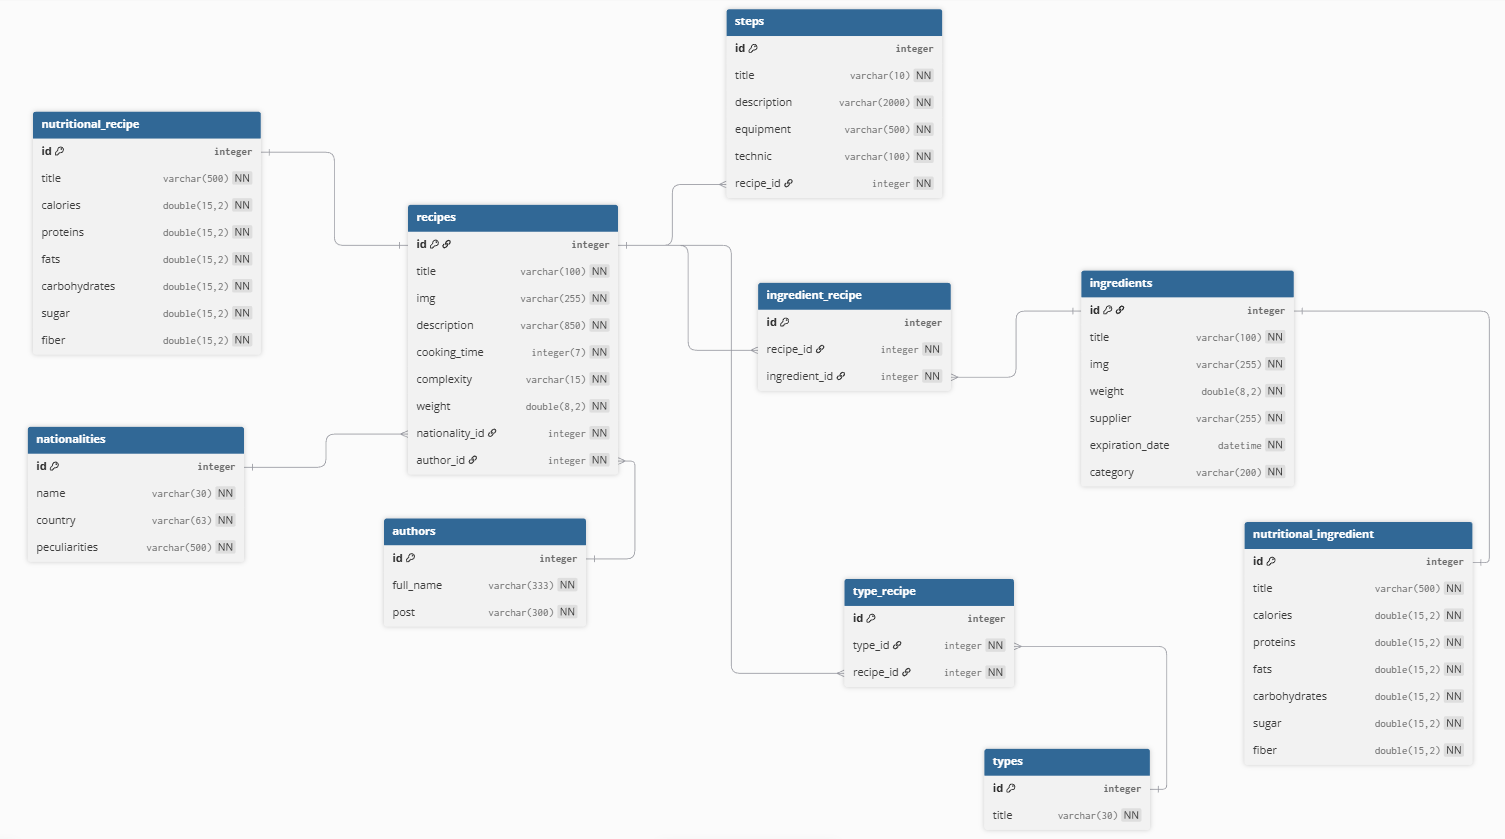 steps
id integer
title varchar(10) NN
description varchar(2000) NN
equipment varchar(500) NN
technic varchar(100) NN
recipe_id integer NN
nutritional_recipe
id integer
title varchar(500) NN
calories double(15,2) NN
proteins double(15,2) NN
fats double(15,2) NN
carbohydrates double(15,2) NN
sugar double(15,2) NN
fiber double(15,2) NN
recipes
id integer
title varchar(100) NN
img varchar(255) NN
description varchar(850) NN
cooking_time integer(7) NN
complexity varchar(15) NN
weight double(8,2) NN
nationality_id integer NN
author_id integer NN
ingredient_recipe
id integer
recipe_id integer NN
ingredient_id integer NN
ingredients
id integer
title varchar(100) NN
img varchar(255) NN
weight double(8,2) NN
supplier varchar(255) NN
expiration_date datetime NN
category varchar(200) NN
nationalities
id integer
name varchar(30) NN
country varchar(63) NN
peculiarities varchar(500) NN
authors
id integer
full_name varchar(333) NN
post varchar(300) NN
nutritional_ingredient
id integer
title varchar(500) NN
calories double(15,2) NN
proteins double(15,2) NN
fats double(15,2) NN
carbohydrates double(15,2) NN
sugar double(15,2) NN
fiber double(15,2) NN
type_recipe
id integer
type_id integer NN
recipe_id integer NN
types
id integer
title varchar(30) NN